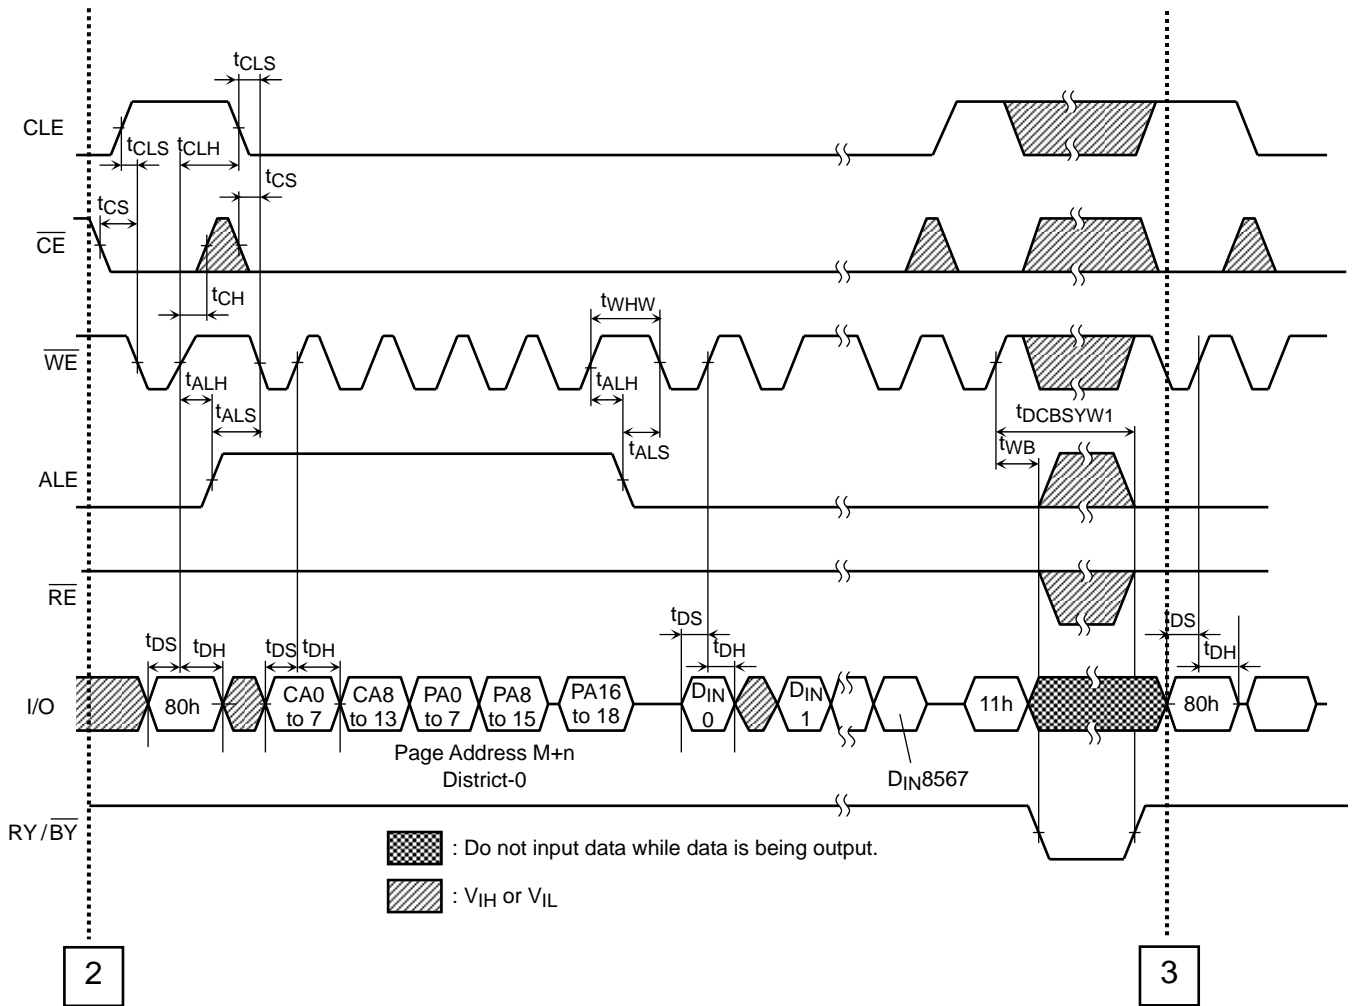 tCLS
CLE
tCLS
tCLH
tCS
tCS
CE
tCH
tWHW
WE
tALH
tALH
tALS
tDCBSYW1
tALS
tWB
ALE
RE
tDS
tDS
tDH
tDS
tDH
tDH
tDH
I/O
80h
CA0 to 7
CA8 to 13
PA0 to 7
PA8 to 15
PA16 to 18
DIN 0
DIN 1
11h
80h
Page Address M+n
District-0
DIN8567
RY/BY
: Do not input data while data is being output.
: VIH or VIL
2
3